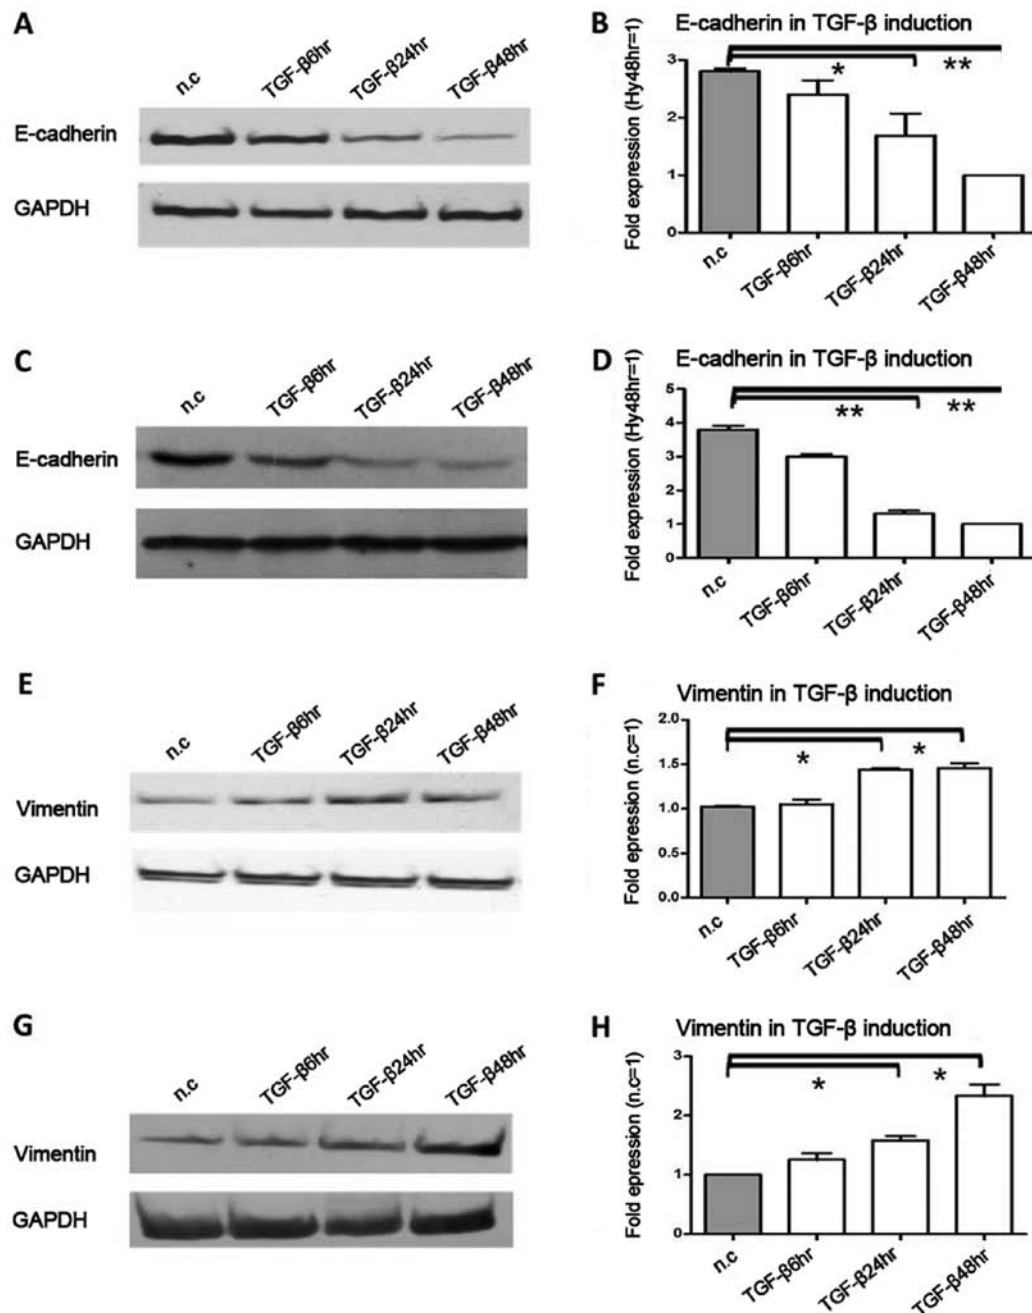 A
n.c
TGF-β6hr
TGF-β24hr
TGF-β48hr
E-cadherin
GAPDH
B
E-cadherin in TGF-β induction
Fold expression (Hy48hr=1)
3
2
1
0
*
**
n.c
TGF-β6hr
TGF-β24hr
TGF-β48hr
C
n.c
TGF-β6hr
TGF-β24hr
TGF-β48hr
E-cadherin
GAPDH
D
E-cadherin in TGF-β induction
Fold expression (Hy48hr=1)
5
4
3
2
1
0
**
**
n.c
TGF-β6hr
TGF-β24hr
TGF-β48hr
E
n.c
TGF-β6hr
TGF-β24hr
TGF-β48hr
Vimentin
GAPDH
F
Vimentin in TGF-β induction
Fold epression (n.c=1)
2.0
1.5
1.0
0.5
0.0
*
*
n.c
TGF-β6hr
TGF-β24hr
TGF-β48hr
G
n.c
TGF-β6hr
TGF-β24hr
TGF-β48hr
Vimentin
GAPDH
H
Vimentin in TGF-β induction
Fold epression (n.c=1)
3
2
1
0
*
*
n.c
TGF-β6hr
TGF-β24hr
TGF-β48hr